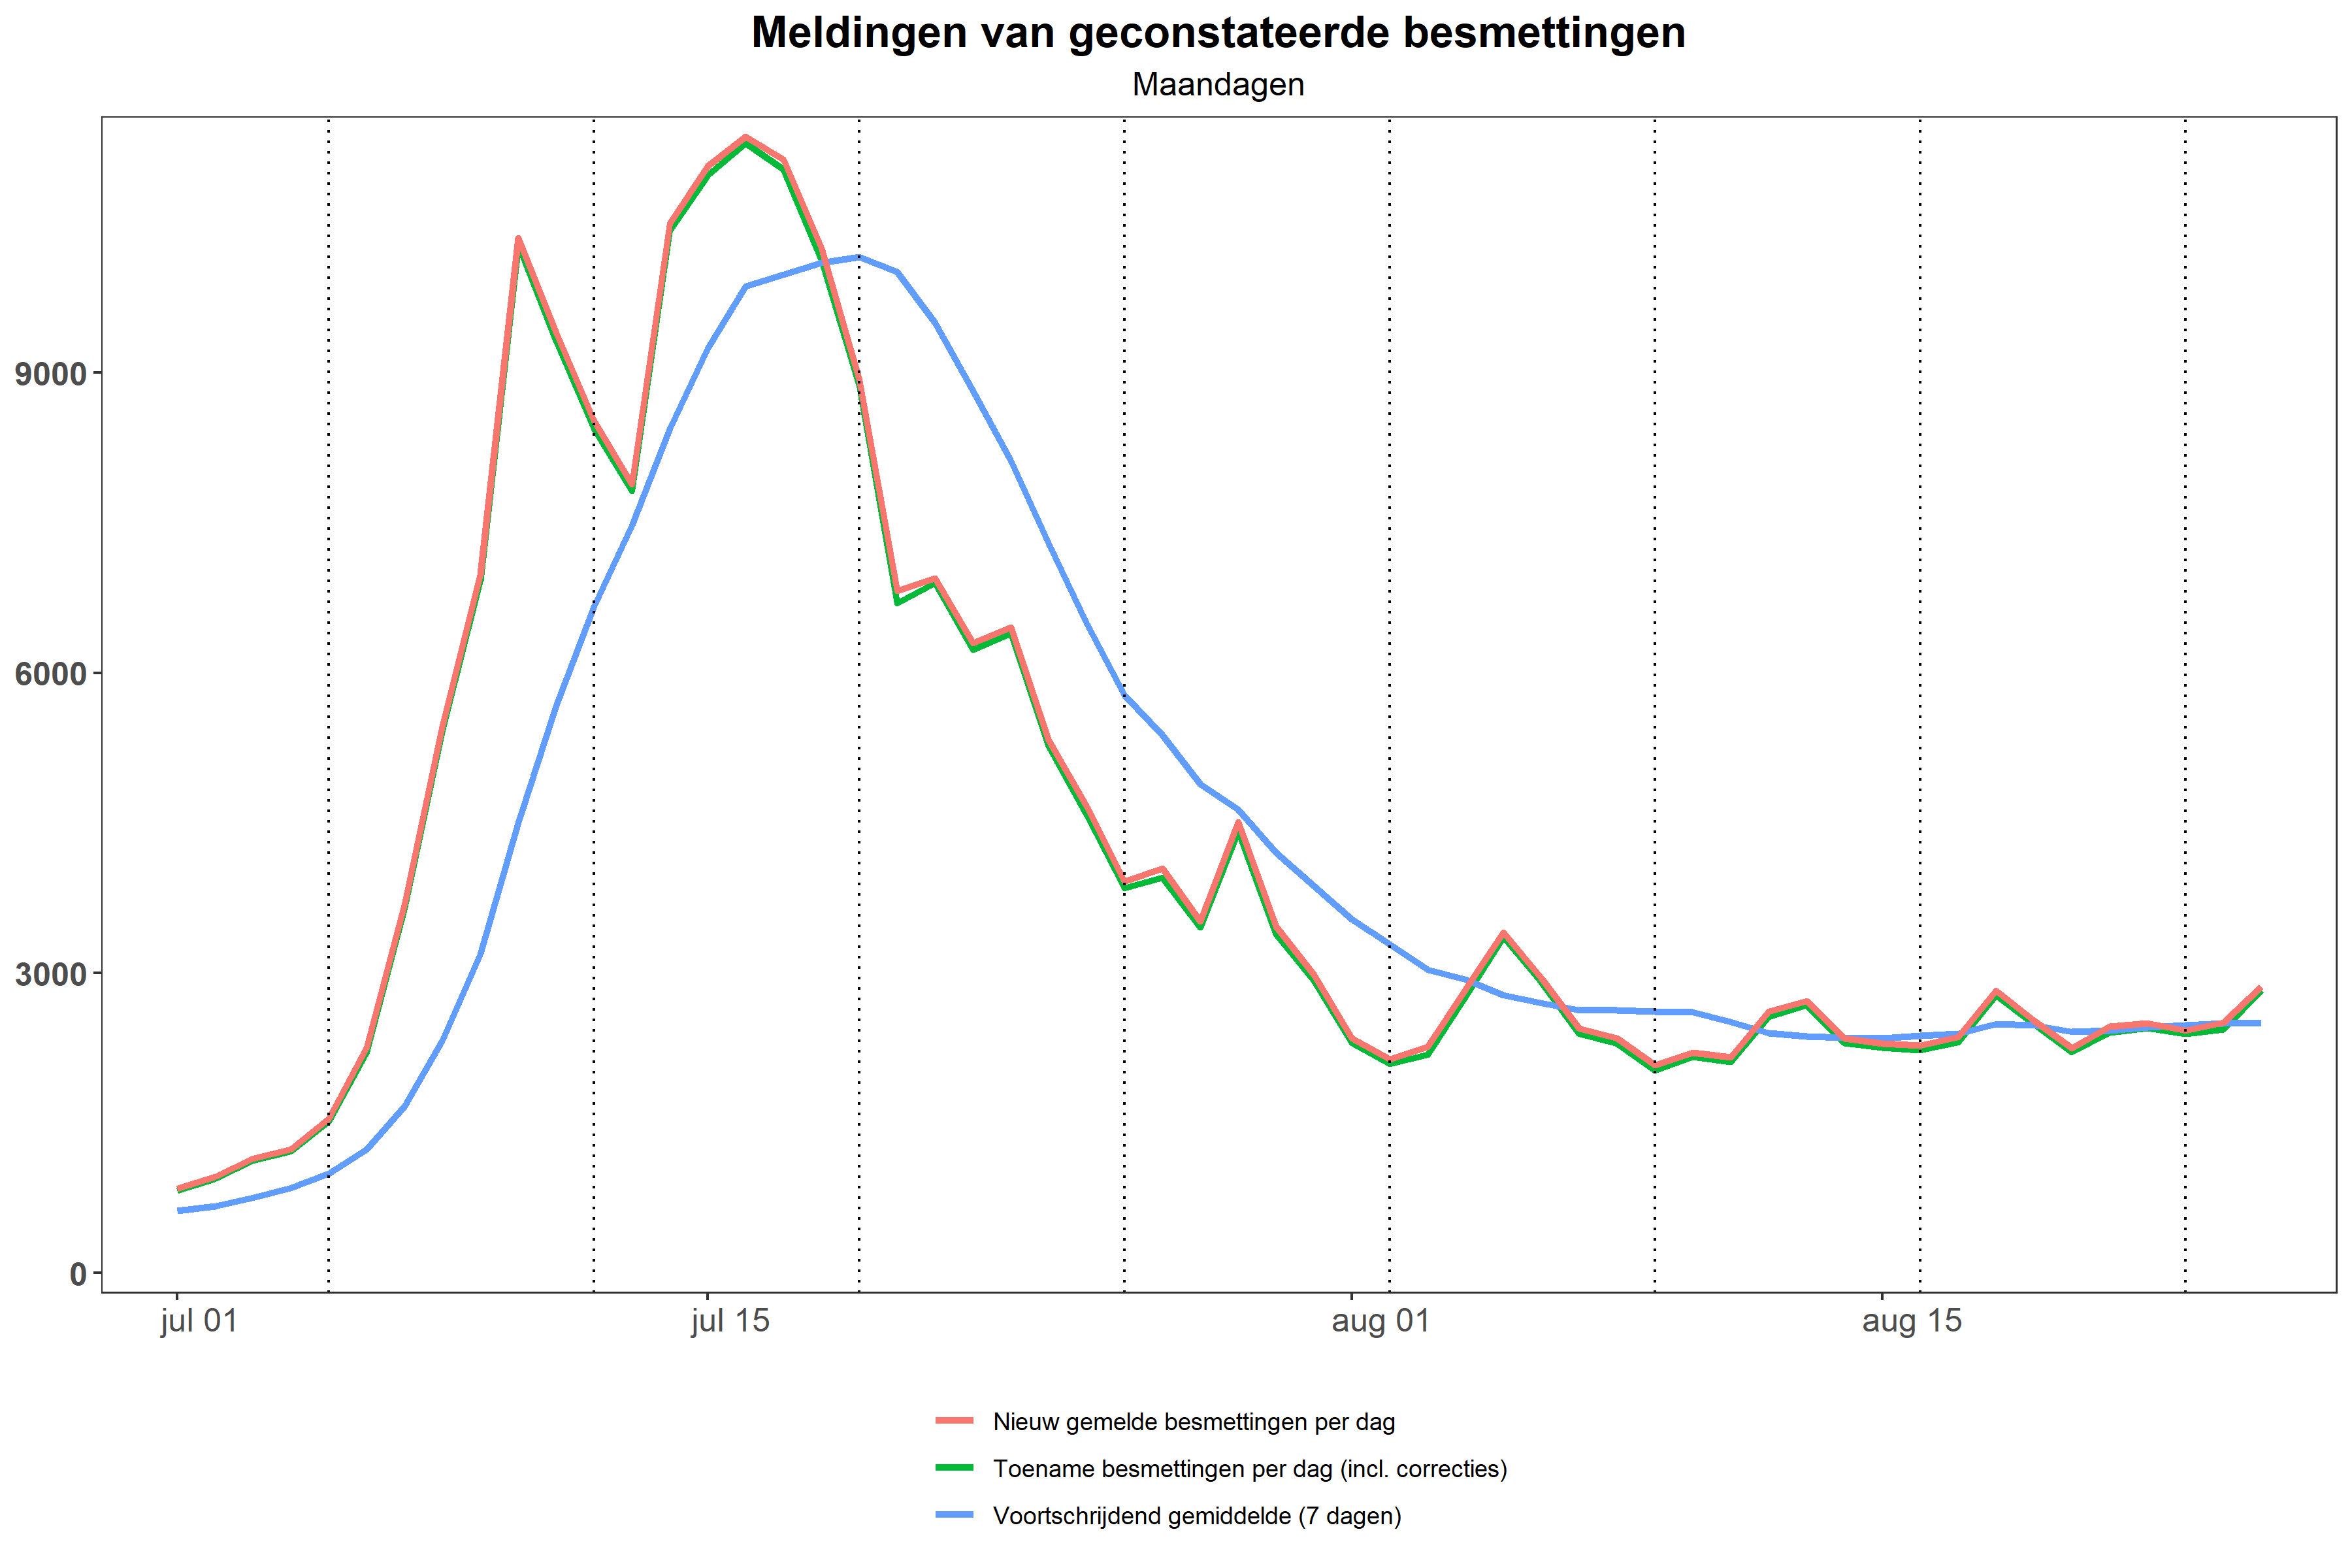 Meldingen van geconstateerde besmettingen
Maandagen
9000
6000
3000
0
jul 01
jul 15
aug 01
aug 15
Nieuw gemelde besmettingen per dag
Toename besmettingen per dag (incl. correcties)
Voortschrijdend gemiddelde (7 dagen)